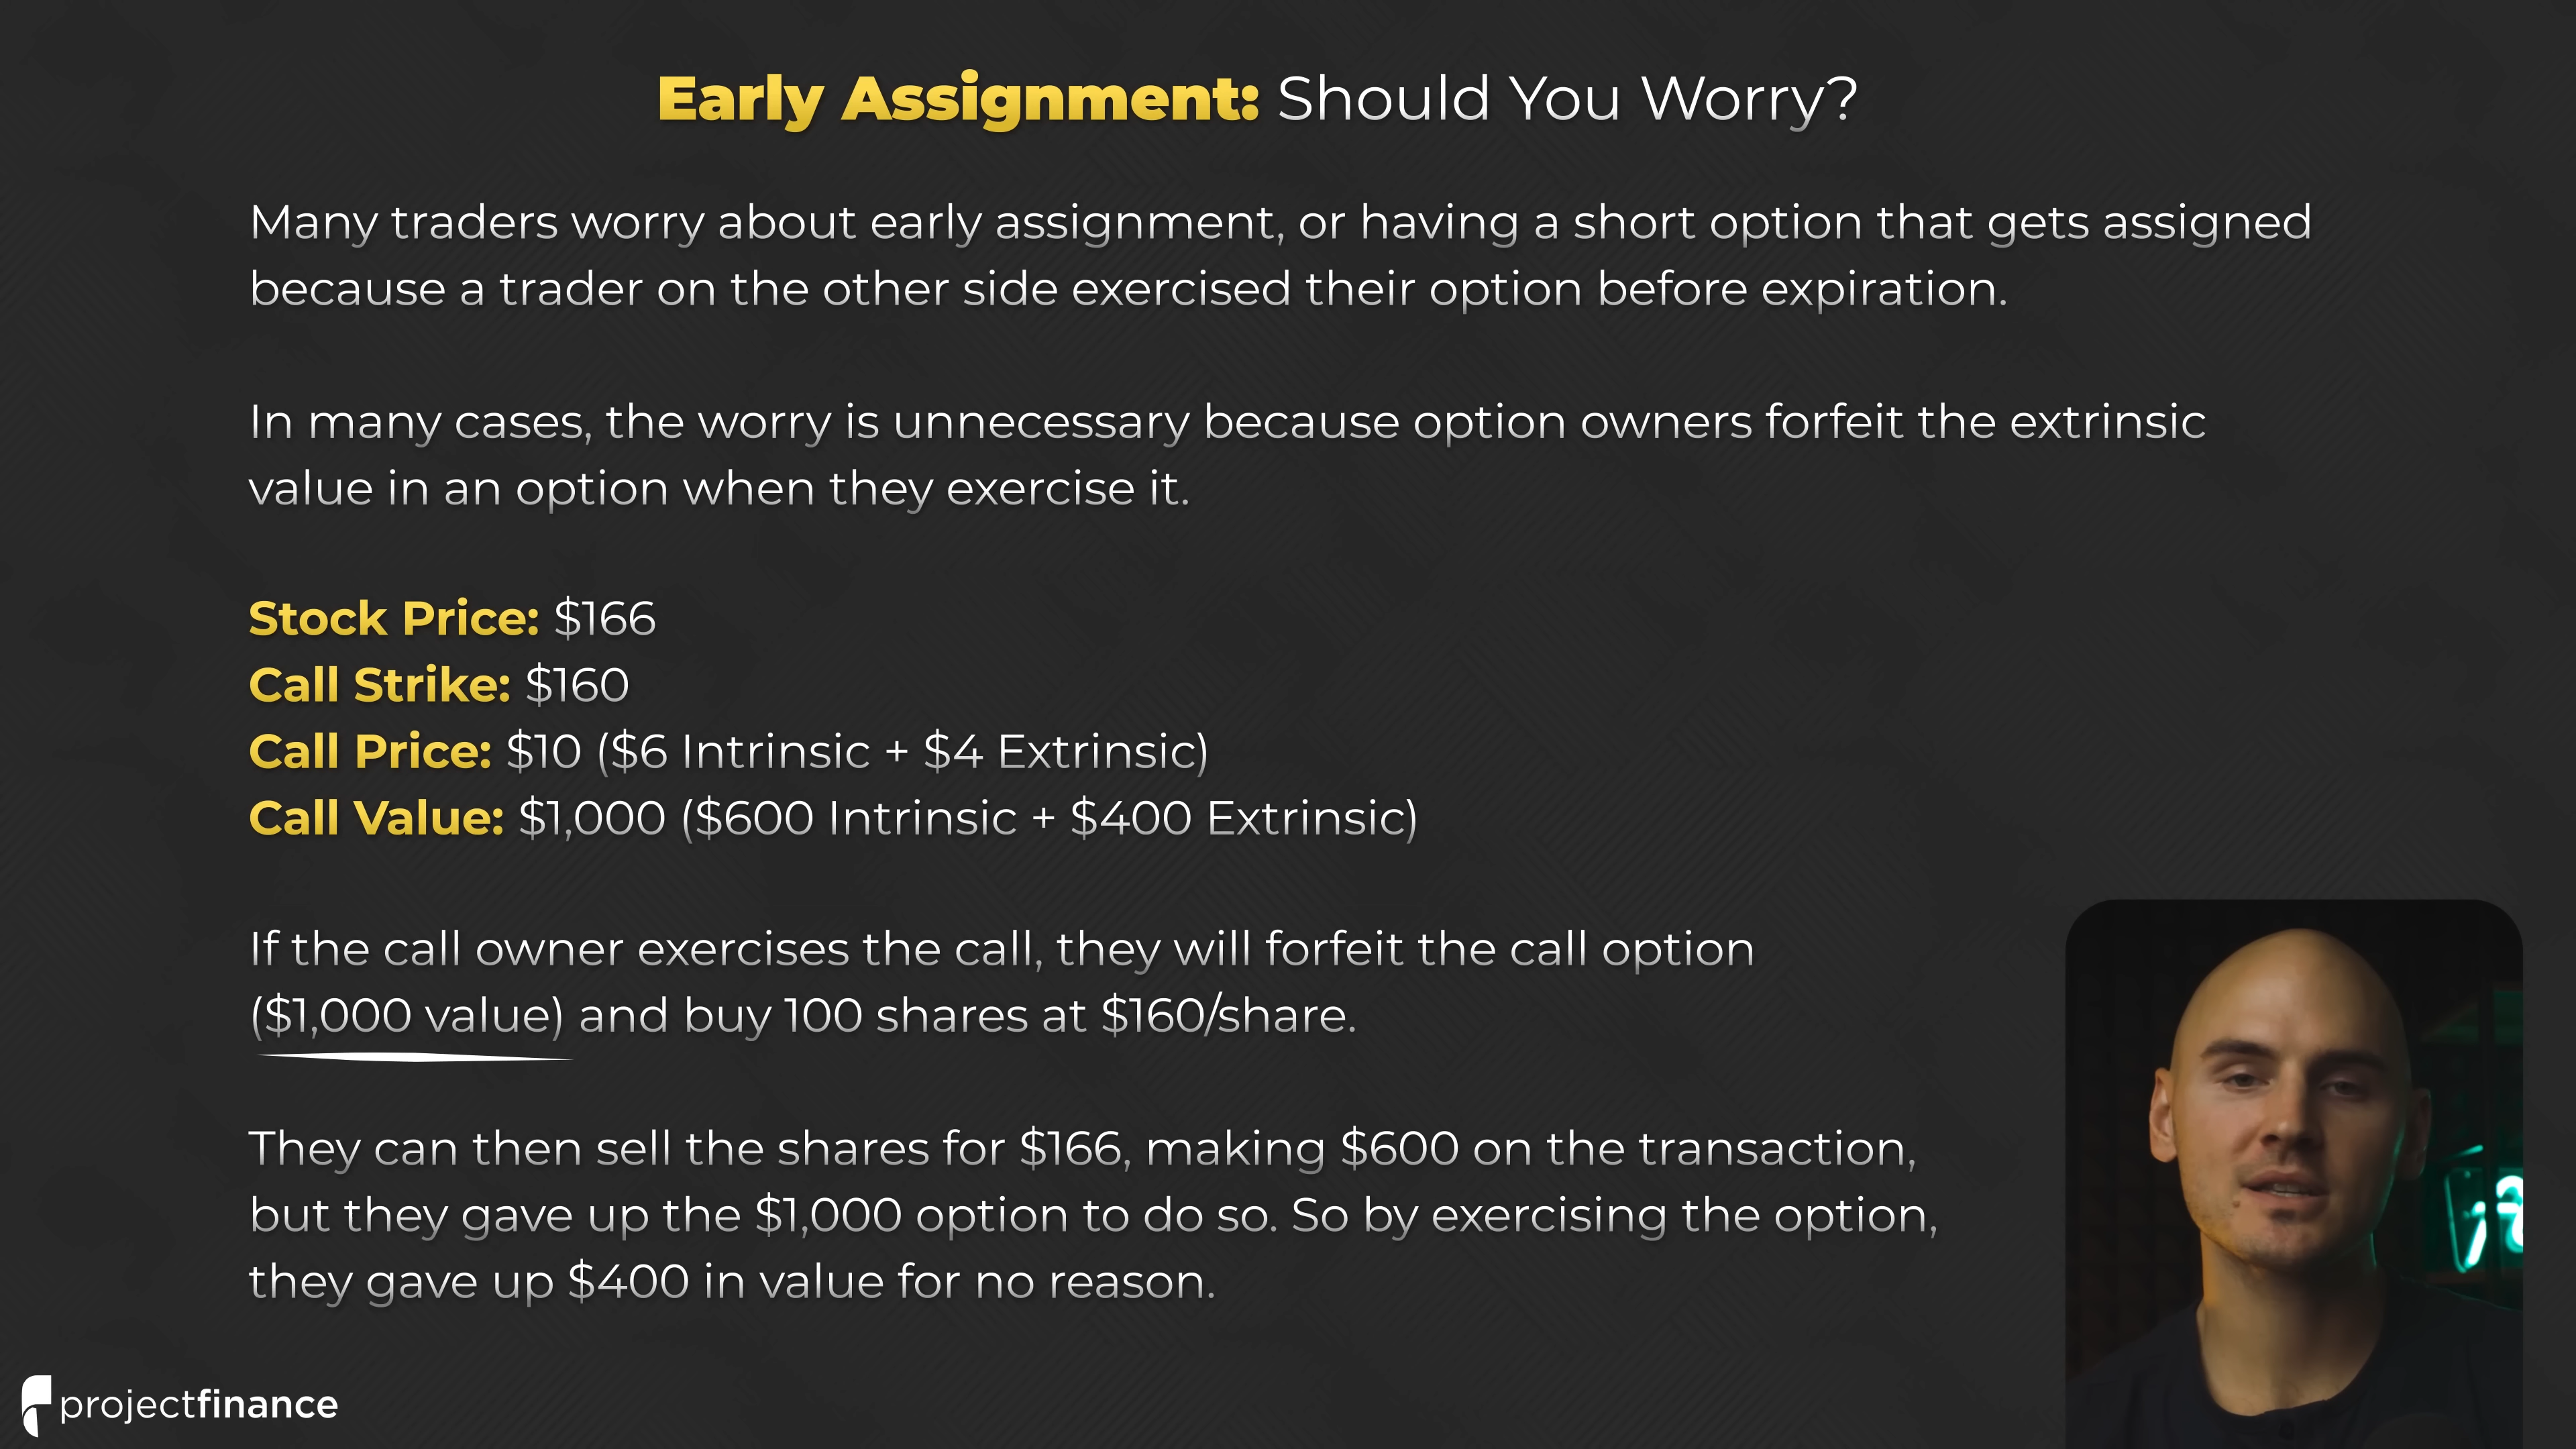 Early Assignment: Should You Worry?
Many traders worry about early assignment, or having a short option that gets assigned
because a trader on the other side exercised their option before expiration.
In many cases, the worry is unnecessary because option owners forfeit the extrinsic
value in an option when they exercise it.
Stock Price: $166
Call Strike: $160
Call Price: $10 ($6 Intrinsic + $4 Extrinsic)
Call Value: $1,000 ($600 Intrinsic + $400 Extrinsic)
If the call owner exercises the call, they will forfeit the call option
($1,000 value) and buy 100 shares at $160/share.
They can then sell the shares for $166, making $600 on the transaction,
but they gave up the $1,000 option to do so. So by exercising the option,
they gave up $400 in value for no reason.
projectfinance